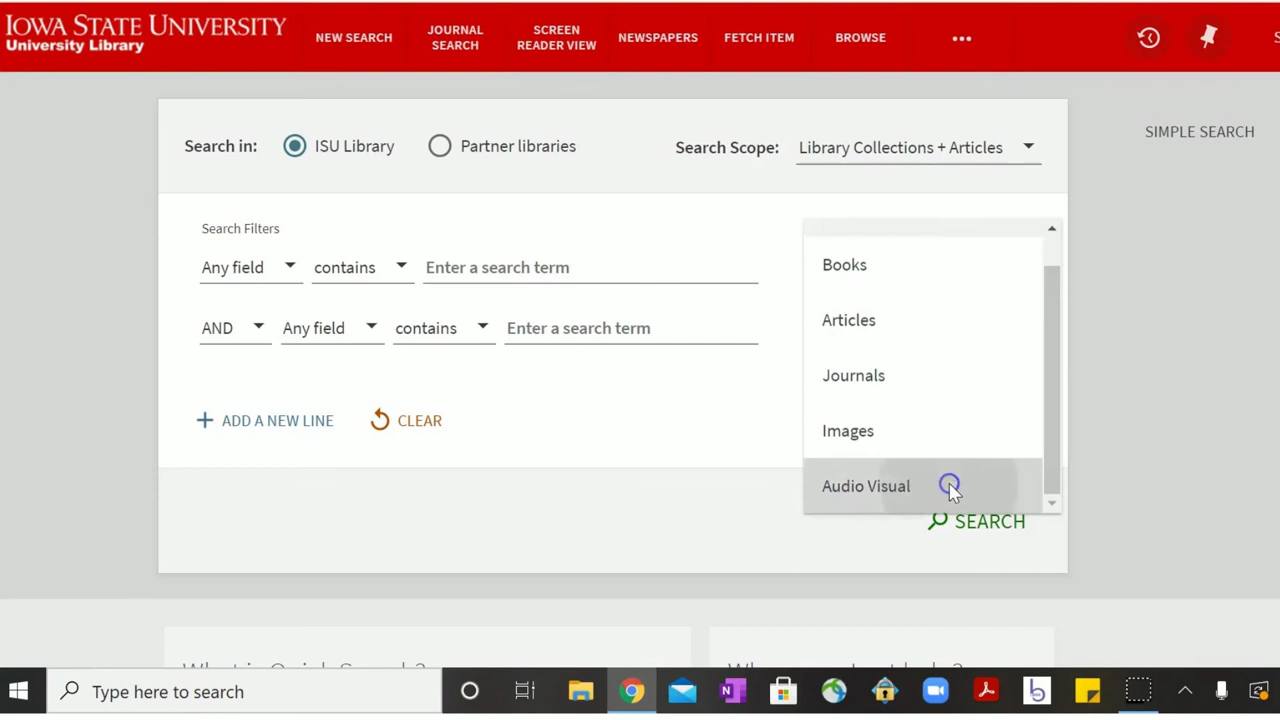 IOWA STATE UNIVERSITY
University Library
NEW SEARCH
JOURNAL
SEARCH
SCREEN
READER VIEW
NEWSPAPERS
FETCH ITEM
BROWSE
•••
SIMPLE SEARCH
Search in:
ISU Library
Partner libraries
Search Scope:
Library Collections + Articles
Search Filters
Any field
contains
Enter a search term
AND
Any field
contains
Enter a search term
ADD A NEW LINE
CLEAR
Books
Articles
Journals
Images
Audio Visual
SEARCH
Type here to search